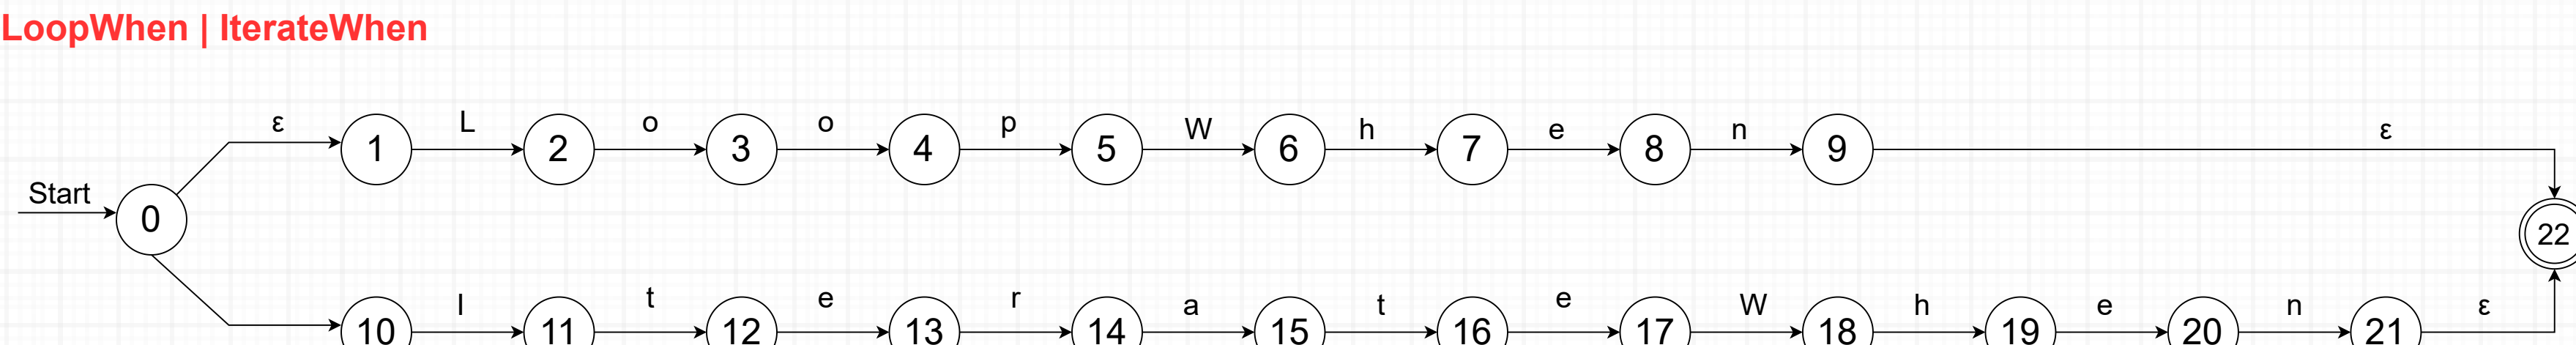 LoopWhen | IterateWhen
ε L o o p W h e n ε
Start
0 1 2 3 4 5 6 7 8 9
22
I t e r a t e W h e n ε
10 11 12 13 14 15 16 17 18 19 20 21